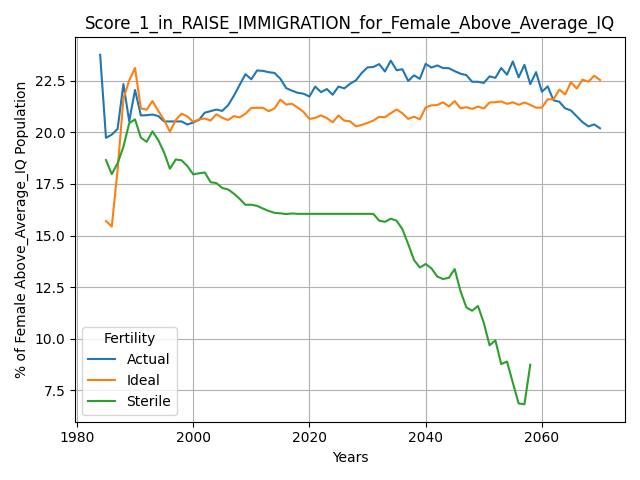 Score_1_in_RAISE_IMMIGRATION_for_Female_Above_Average_IQ
% of Female Above_Average_IQ Population
22.5
20.0
17.5
15.0
12.5
10.0
7.5
Fertility
Actual
Ideal
Sterile
1980
2000
2020
2040
2060
Years